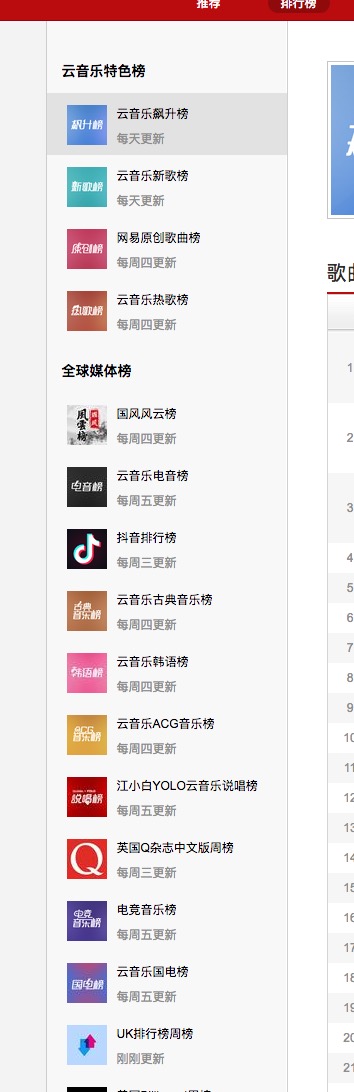 推荐
排行榜
云音乐特色榜
飙升榜
云音乐飙升榜
每天更新
新歌榜
云音乐新歌榜
每天更新
原创榜
网易原创歌曲榜
每周四更新
热歌榜
云音乐热歌榜
每周四更新
全球媒体榜
風雲榜
国风
国风风云榜
每周四更新
电音榜
云音乐电音榜
每周五更新
抖音排行榜
每周三更新
古典
音乐榜
云音乐古典音乐榜
每周四更新
韩语榜
云音乐韩语榜
每周四更新
ACG
音乐榜
云音乐ACG音乐榜
每周四更新
说唱榜
江小白YOLO云音乐说唱榜
每周五更新
Q
英国Q杂志中文版周榜
每周三更新
电竞
音乐榜
电竞音乐榜
每周五更新
国电榜
云音乐国电榜
每周五更新
UK排行榜周榜
刚刚更新
歌曲
1
2
3
4
5
6
7
8
9
10
11
12
13
14
15
16
17
18
19
20
21